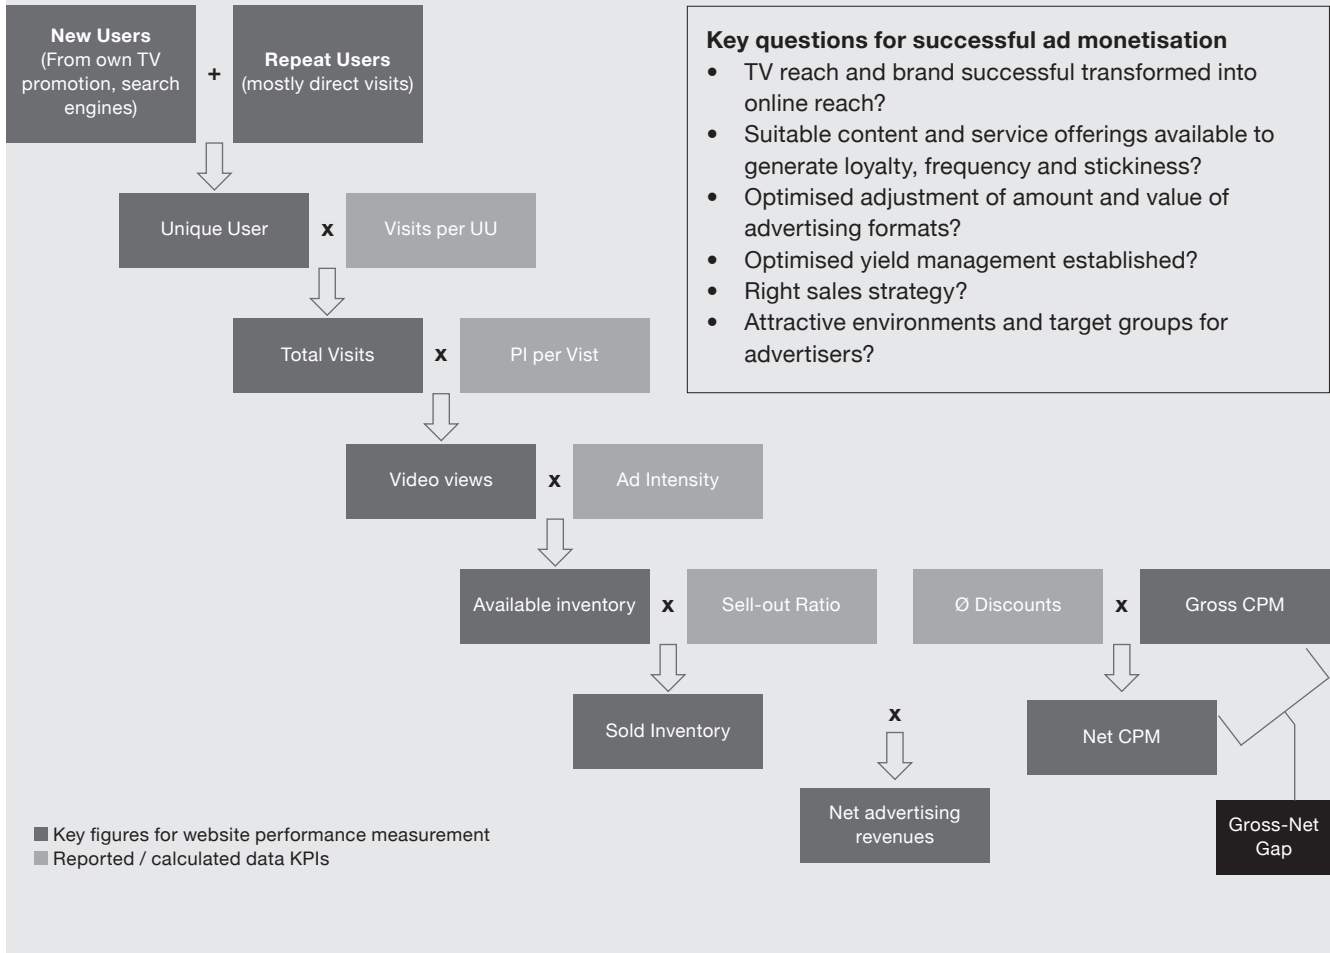 New Users
(From own TV
promotion, search
engines)
+
Repeat Users
(mostly direct visits)
Key questions for successful ad monetisation
• TV reach and brand successful transformed into
online reach?
• Suitable content and service offerings available to
generate loyalty, frequency and stickiness?
• Optimised adjustment of amount and value of
advertising formats?
• Optimised yield management established?
• Right sales strategy?
• Attractive environments and target groups for
advertisers?
Unique User
x
Visits per UU
Total Visits
x
PI per Vist
Video views
x
Ad Intensity
Available inventory
x
Sell-out Ratio
Ø Discounts
x
Gross CPM
Sold Inventory
x
Net CPM
Net advertising
revenues
Gross-Net
Gap
Key figures for website performance measurement
Reported / calculated data KPIs